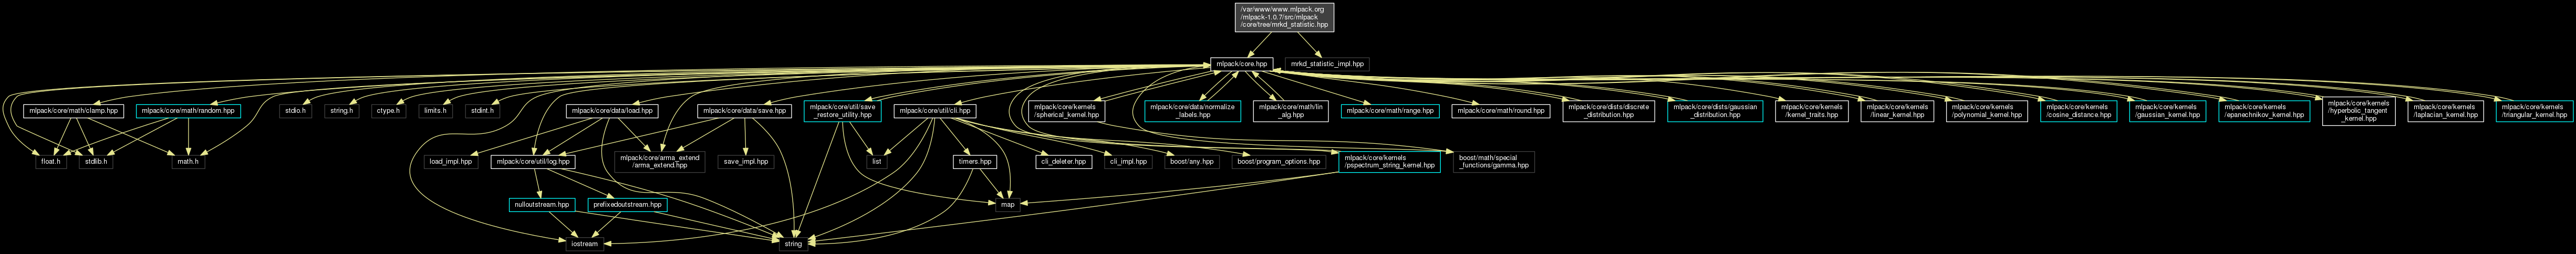 /var/www/www.mlpack.org
/mlpack-1.0.7/src/mlpack
/core/tree/mrkd_statistic.hpp
mlpack/core.hpp
mrkd_statistic_impl.hpp
mlpack/core/math/clamp.hpp
mlpack/core/math/random.hpp
stdio.h
string.h
ctype.h
limits.h
stdint.h
mlpack/core/data/load.hpp
mlpack/core/data/save.hpp
mlpack/core/util/save
_restore_utility.hpp
mlpack/core/util/cli.hpp
mlpack/core/kernels
/spherical_kernel.hpp
mlpack/core/data/normalize
_labels.hpp
mlpack/core/math/lin
_alg.hpp
mlpack/core/math/range.hpp
mlpack/core/math/round.hpp
mlpack/core/dists/discrete
_distribution.hpp
mlpack/core/dists/gaussian
_distribution.hpp
mlpack/core/kernels
/kernel_traits.hpp
mlpack/core/kernels
/linear_kernel.hpp
mlpack/core/kernels
/polynomial_kernel.hpp
mlpack/core/kernels
/cosine_distance.hpp
mlpack/core/kernels
/gaussian_kernel.hpp
mlpack/core/kernels
/epanechnikov_kernel.hpp
mlpack/core/kernels
/hyperbolic_tangent
_kernel.hpp
mlpack/core/kernels
/laplacian_kernel.hpp
mlpack/core/kernels
/triangular_kernel.hpp
float.h
stdlib.h
math.h
load_impl.hpp
mlpack/core/util/log.hpp
mlpack/core/arma_extend
/arma_extend.hpp
save_impl.hpp
list
timers.hpp
cli_deleter.hpp
cli_impl.hpp
boost/any.hpp
boost/program_options.hpp
mlpack/core/kernels
/pspectrum_string_kernel.hpp
boost/math/special
_functions/gamma.hpp
nulloutstream.hpp
prefixedoutstream.hpp
map
iostream
string